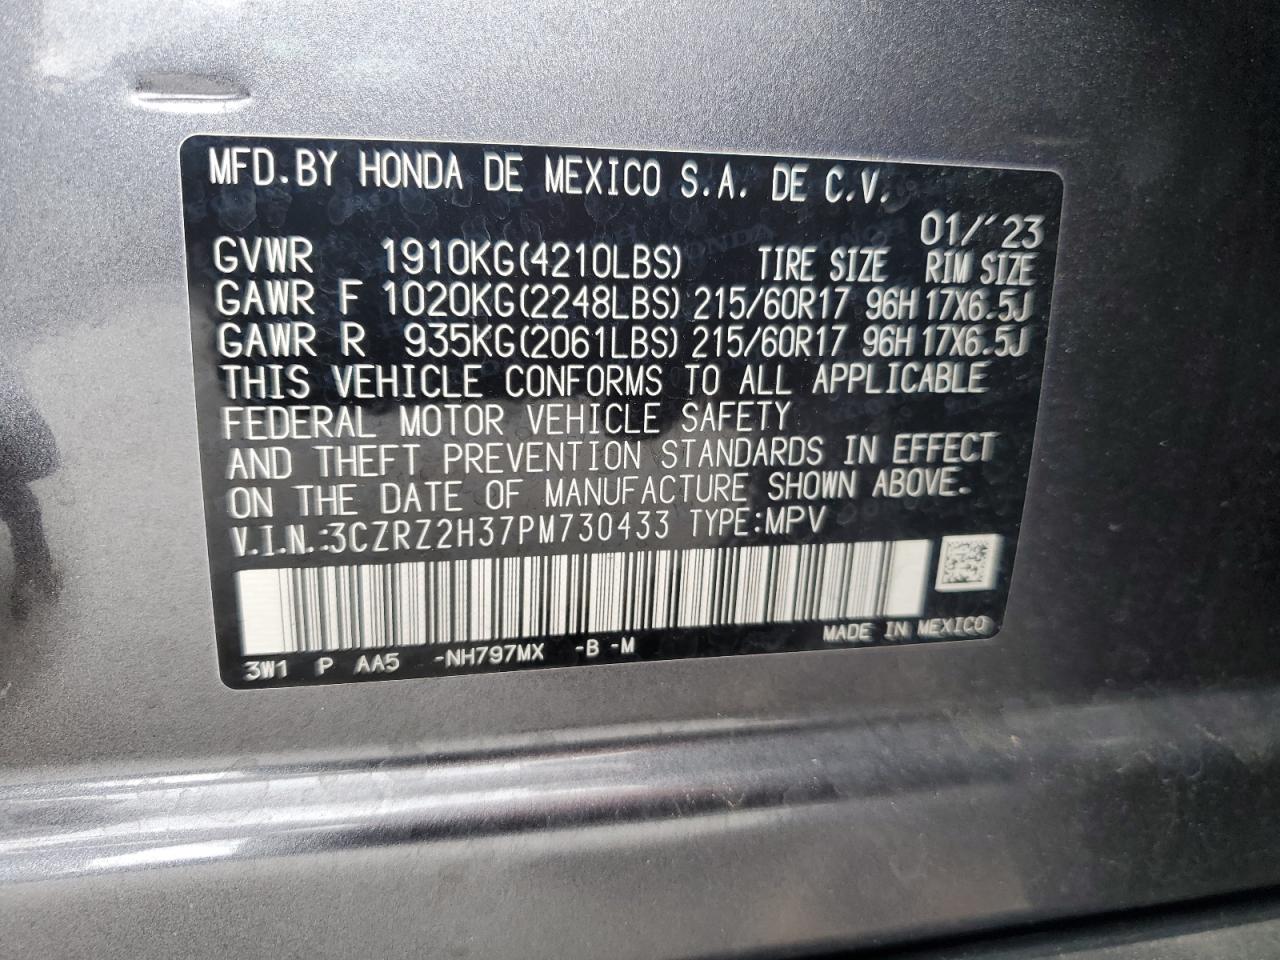 MFD.BY HONDA DE MEXICO S.A. DE C.V.
01/'23
GVWR 1910KG(4210LBS) TIRE SIZE RIM SIZE
GAWR F 1020KG(2248LBS) 215/60R17 96H 17X6.5J
GAWR R 935KG(2061LBS) 215/60R17 96H 17X6.5J
THIS VEHICLE CONFORMS TO ALL APPLICABLE
FEDERAL MOTOR VEHICLE SAFETY
AND THEFT PREVENTION STANDARDS IN EFFECT
ON THE DATE OF MANUFACTURE SHOWN ABOVE.
V.I.N.:3CZRZ2H37PM730433 TYPE:MPV
MADE IN MEXICO
3W1 P AA5 -NH797MX -B -M